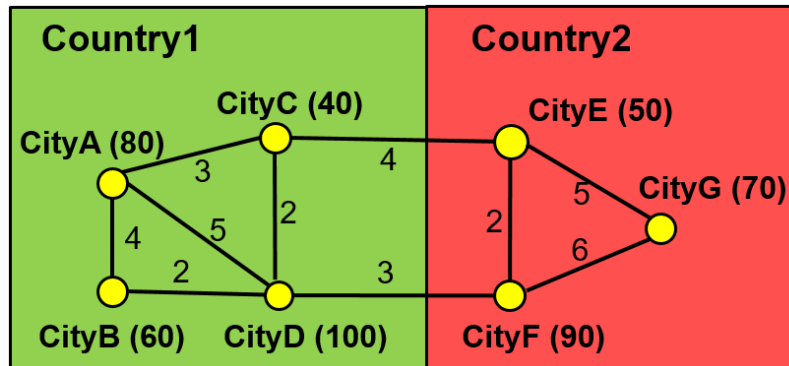 Country1
Country2
CityC (40)
CityE (50)
CityA (80)
3
4
CityG (70)
5
4
5
2
2
6
2
3
CityB (60)
CityD (100)
CityF (90)